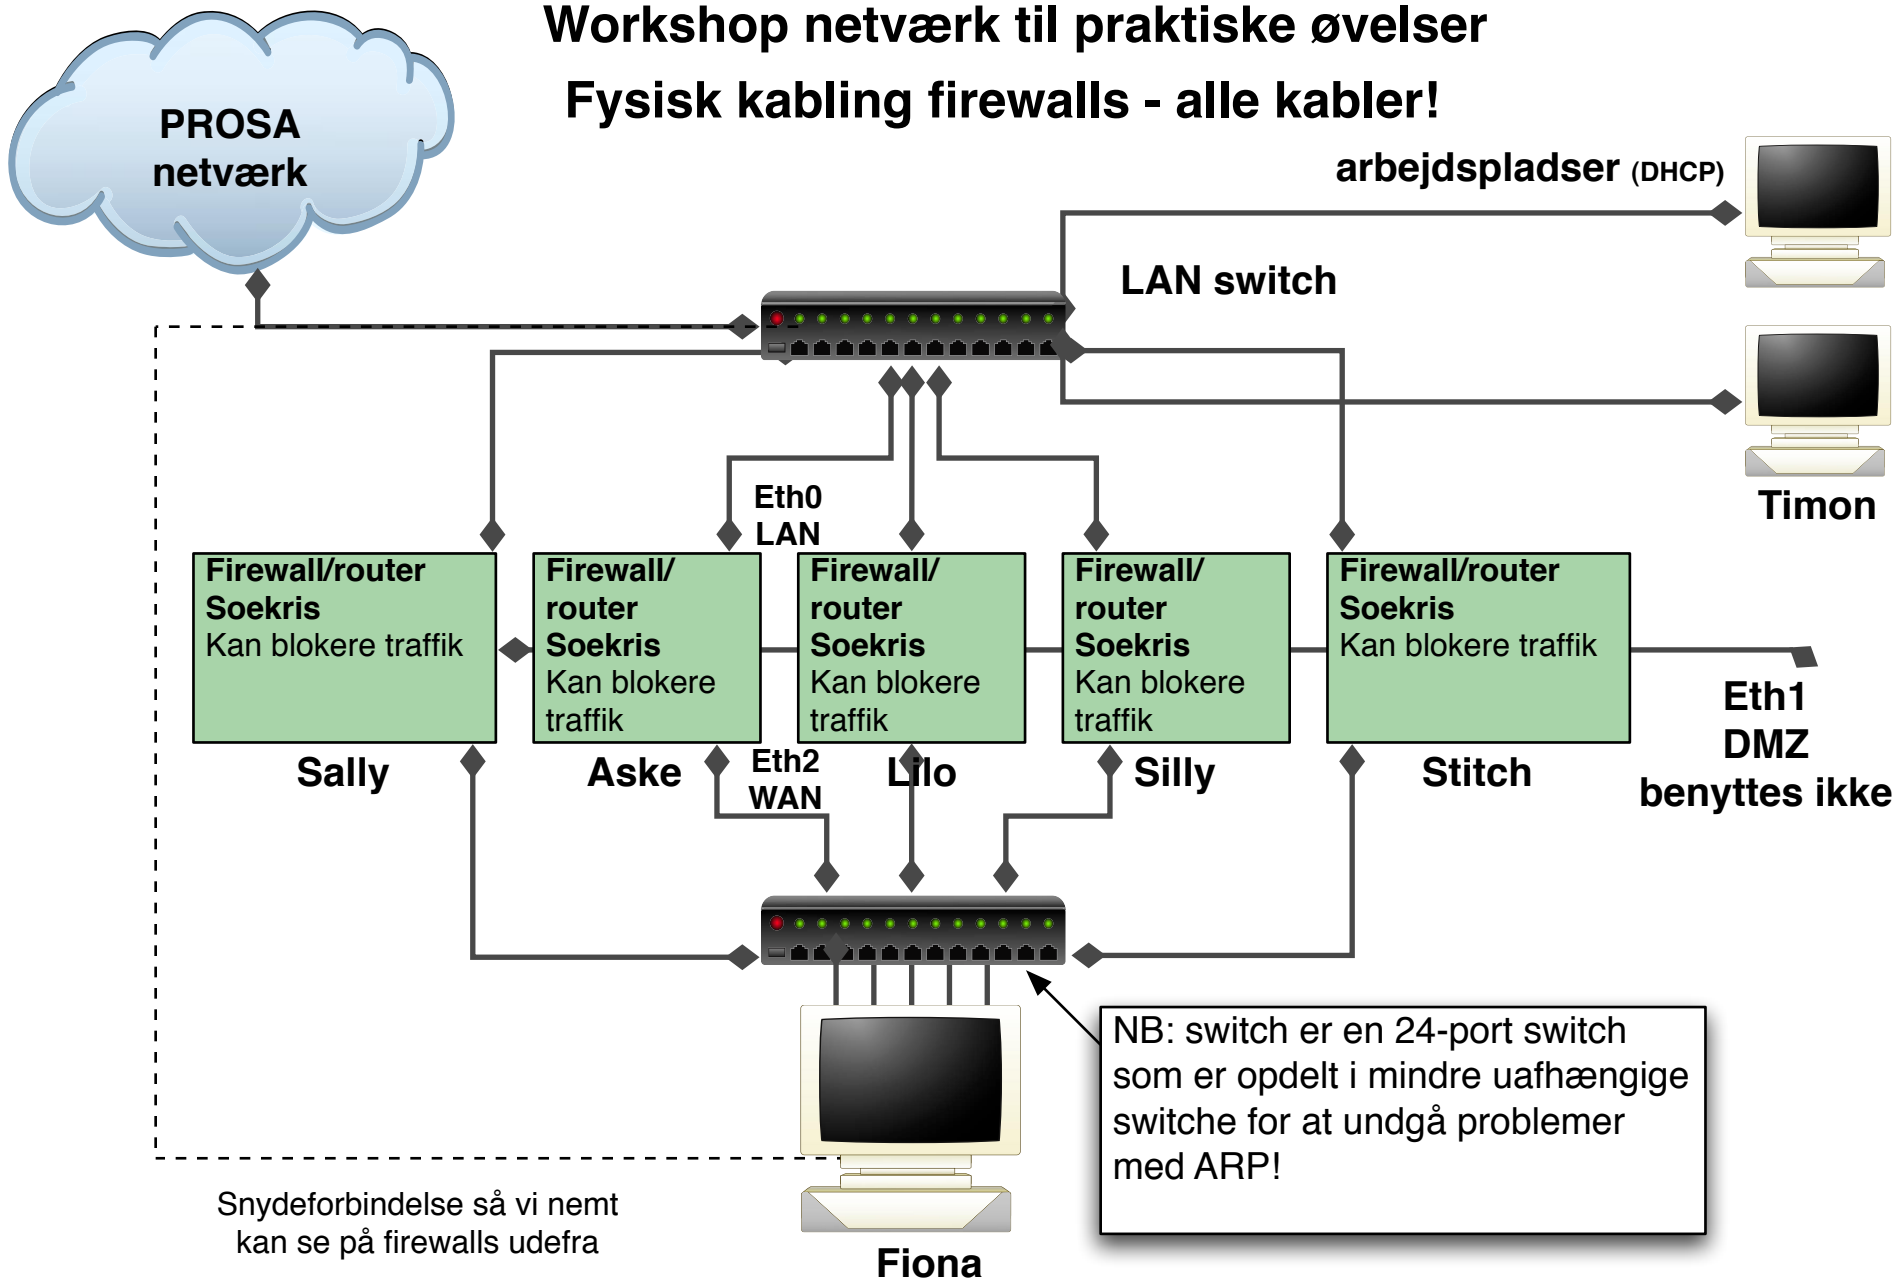 Workshop netværk til praktiske øvelser
Fysisk kabling firewalls - alle kabler!
PROSA
netværk
arbejdspladser (DHCP)
LAN switch
Timon
Eth0
LAN
Firewall/router
Soekris
Kan blokere traffik
Firewall/
router
Soekris
Kan blokere
traffik
Firewall/
router
Soekris
Kan blokere
traffik
Firewall/
router
Soekris
Kan blokere
traffik
Firewall/router
Soekris
Kan blokere traffik
Sally
Aske
Eth2
WAN
Lilo
Silly
Stitch
Eth1
DMZ
benyttes ikke
NB: switch er en 24-port switch
som er opdelt i mindre uafhængige
switche for at undgå problemer
med ARP!
Snydeforbindelse så vi nemt
kan se på firewalls udefra
Fiona